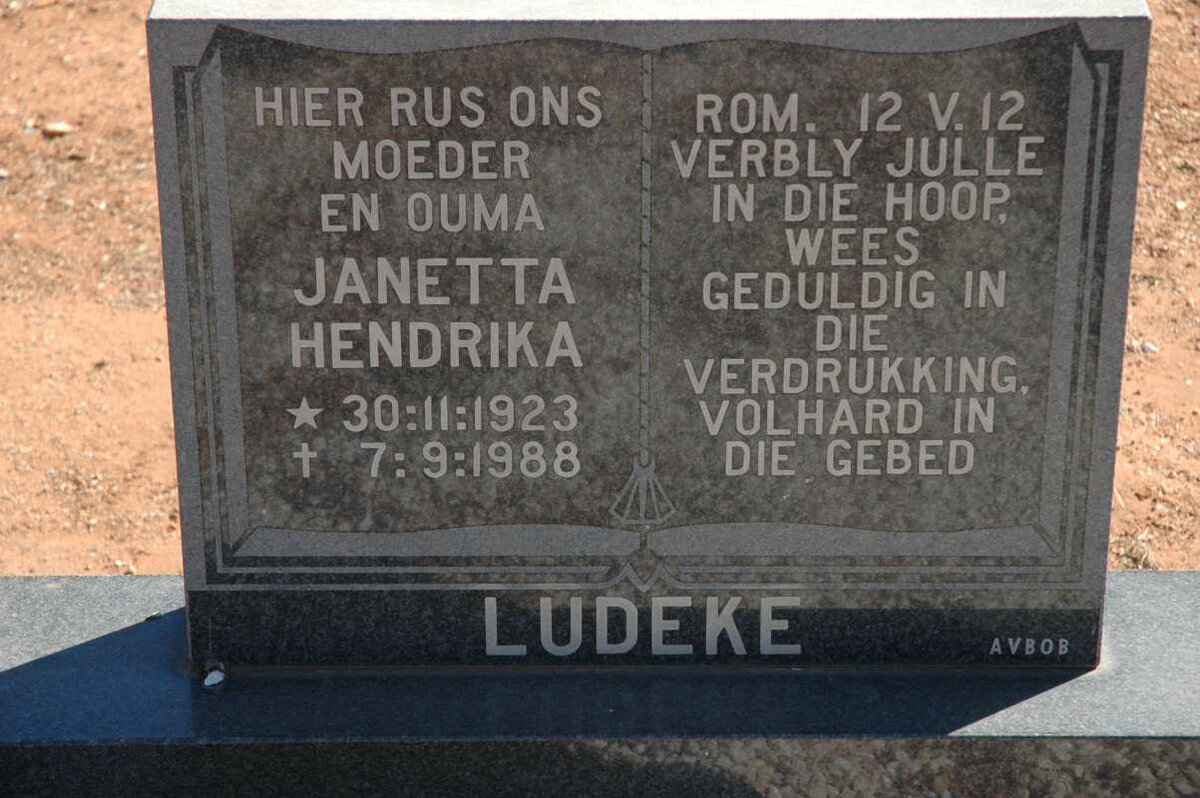 HIER RUS ONS
MOEDER
EN OUMA
JANETTA
HENDRIKA
★ 30:11:1923
† 7:9:1988
ROM. 12 V. 12
VERBLY JULLE
IN DIE HOOP,
WEES
GEDULDIG IN
DIE
VERDRUKKING,
VOLHARD IN
DIE GEBED
LUDEKE
AVBOB